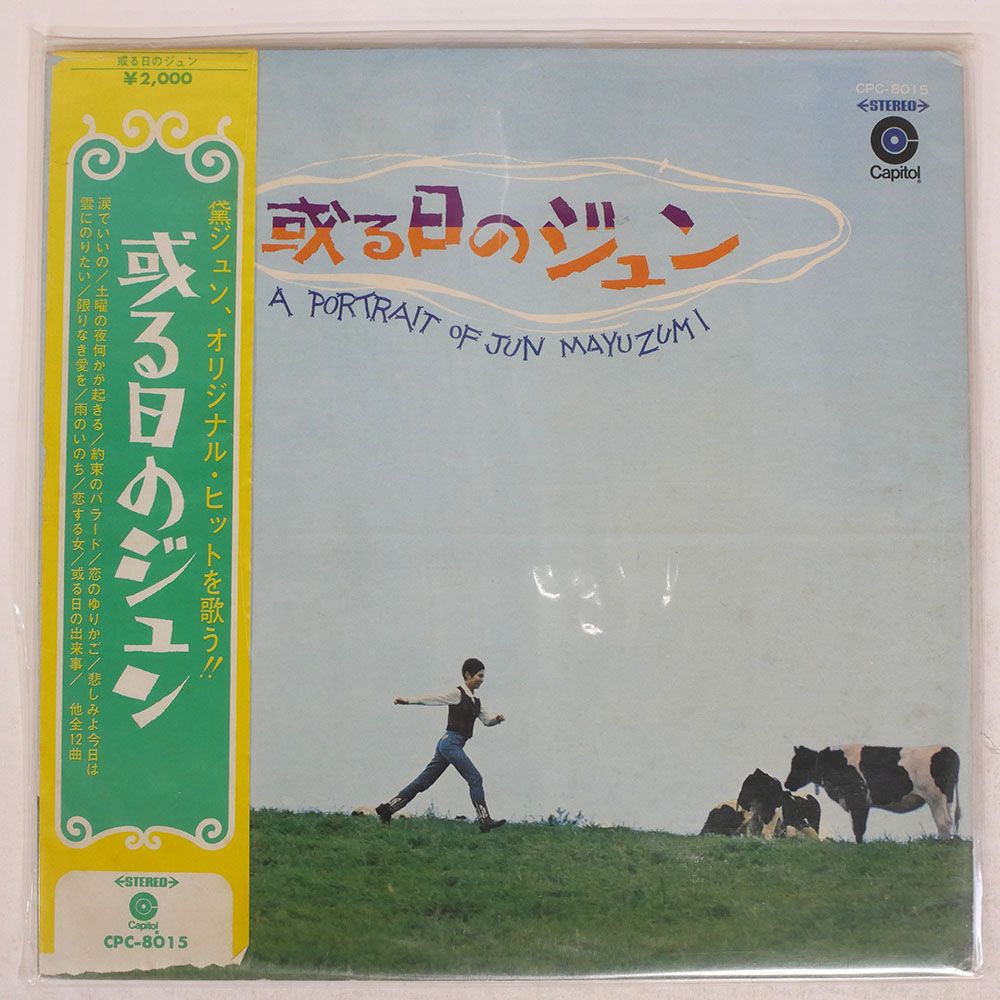 或る日のジュン
¥2,000
黛ジュン、オリジナル・ヒットを歌う!!
或る日のジュン
涙でいいの/土曜の夜何かが起きる/約束のバラード/恋のゆりかご/悲しみよ今日は
雲にのりたい/限りなき愛を/雨のいのち/恋する女/或る日の出来事/ 他全12曲
STEREO
Capitol®
CPC-8015
CPC-8015
STEREO
Capitol®
或る日のジュン
A PORTRAIT OF JUN MAYUZUMI